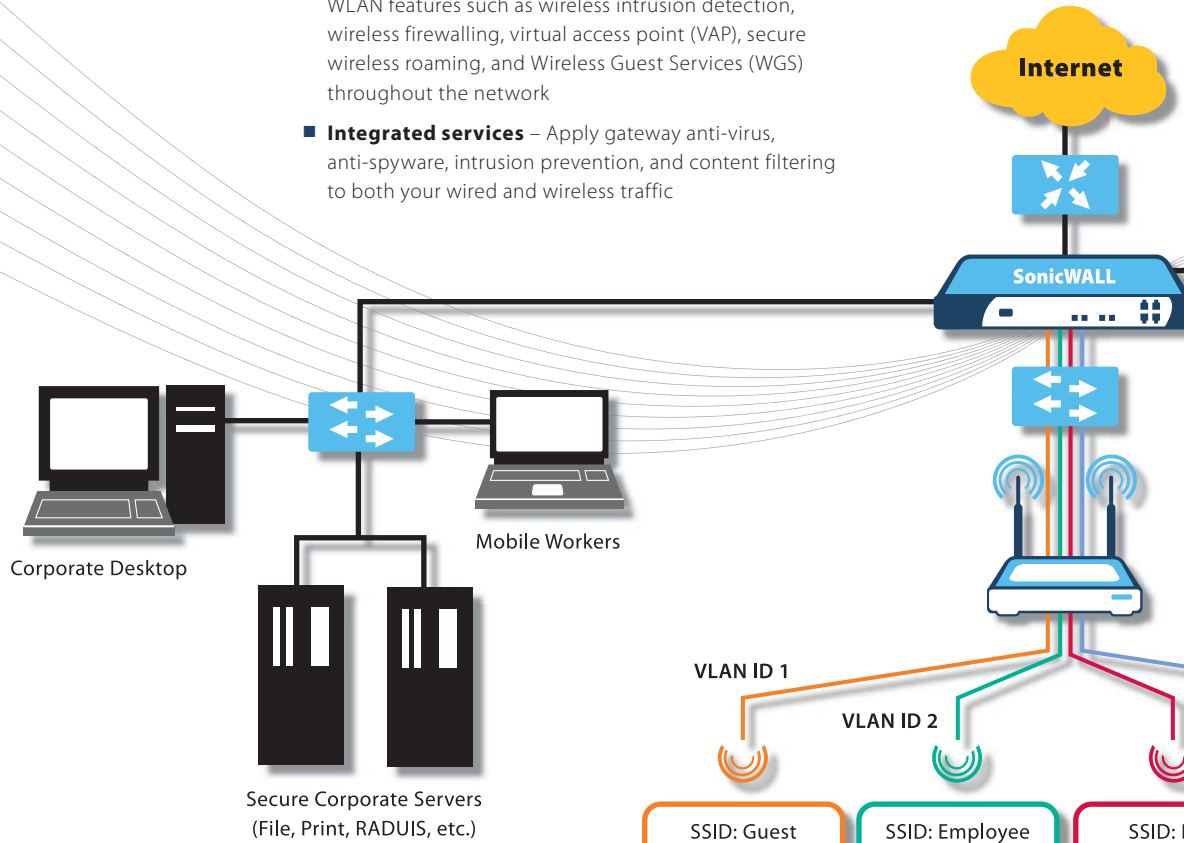 WLAN features such as wireless intrusion detection,
wireless firewalling, virtual access point (VAP), secure
wireless roaming, and Wireless Guest Services (WGS)
throughout the network
Integrated services – Apply gateway anti-virus,
anti-spyware, intrusion prevention, and content filtering
to both your wired and wireless traffic
Internet
SonicWALL
Corporate Desktop
Mobile Workers
Secure Corporate Servers
(File, Print, RADUIS, etc.)
VLAN ID 1
VLAN ID 2
SSID: Guest
SSID: Employee
SSID: